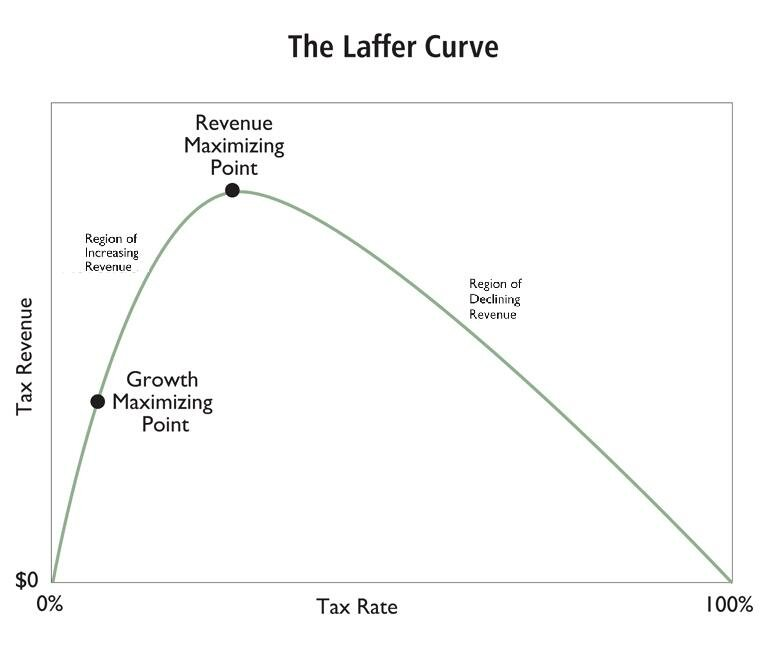 The Laffer Curve
Revenue
Maximizing
Point
Region of
Increasing
Revenue
Region of
Declining
Revenue
Growth
Maximizing
Point
Tax Revenue
$0
0%
Tax Rate
100%